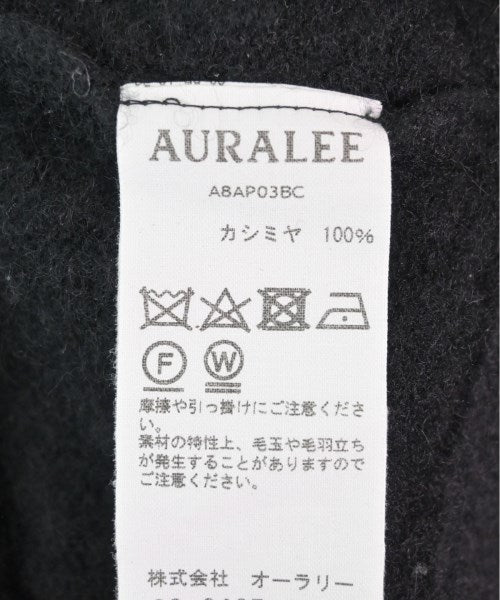 AURALEE
A8AP03BC
カシミヤ 100%
F W
摩擦や引っ掛けにご注意くださ
い。
素材の特性上、毛玉や毛羽立ち
が発生することがありますので
ご注意ください。
株式会社 オーラリー